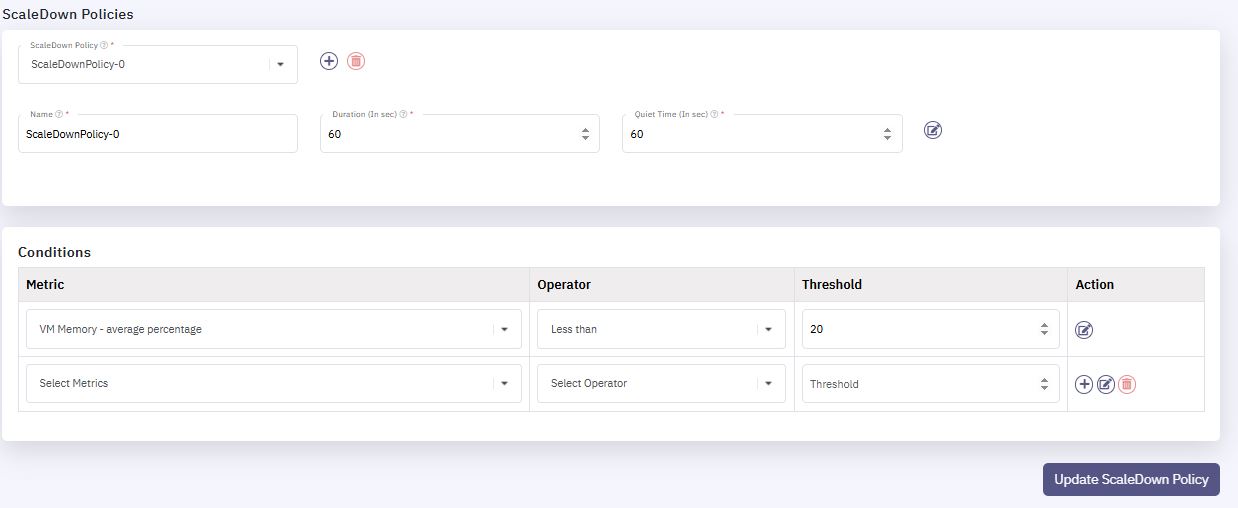 ScaleDown Policies
ScaleDown Policy ? *
ScaleDownPolicy-0
Name ? * Duration (In sec) ? * Quiet Time (In sec) ? *
ScaleDownPolicy-0 60 60
Conditions
Metric Operator Threshold Action
VM Memory - average percentage Less than 20
Select Metrics Select Operator Threshold
Update ScaleDown Policy